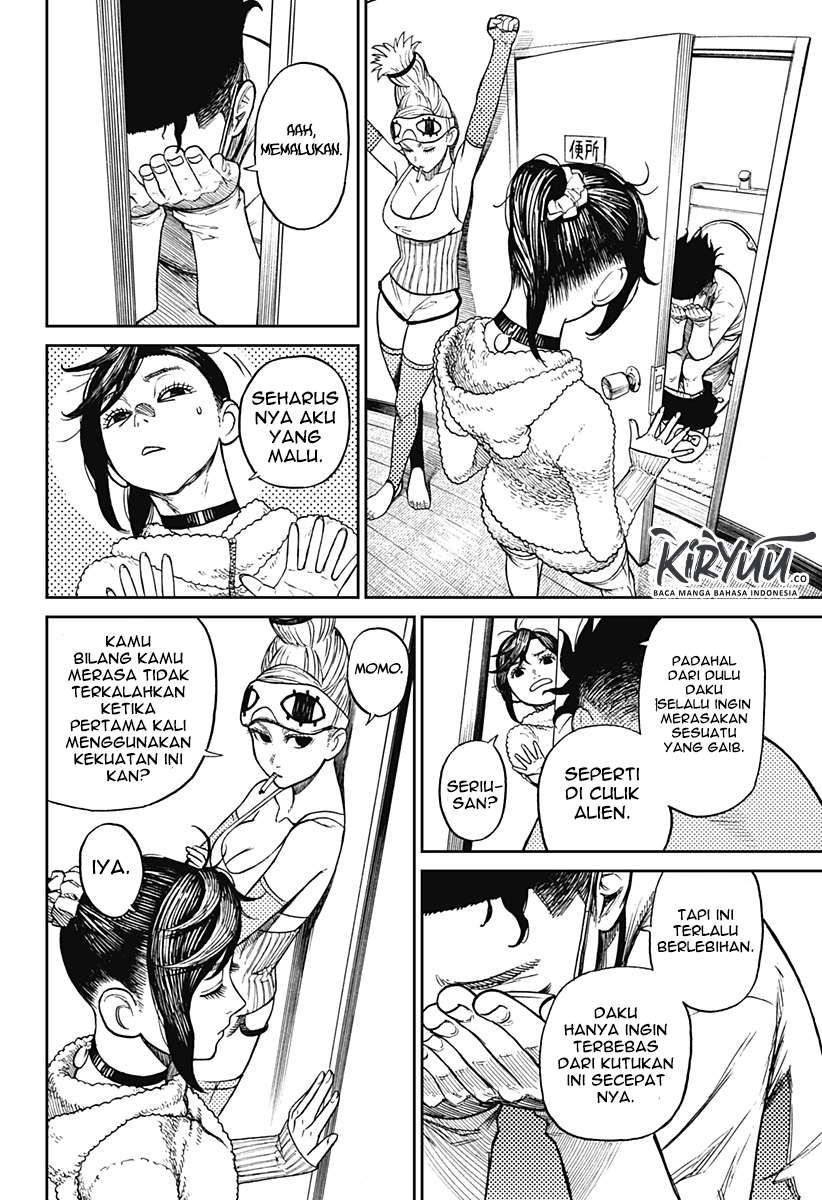 便所
AAH,
MEMALUKAN.
SEHARUS
NYA AKU
YANG
MALU.
KIRYUU.CO
BACA MANGA BAHASA INDONESIA
PADAHAL
DARI DULU
DAKU
SELALU INGIN
MERASAKAN
SESUATU
YANG GAIB.
SEPERTI
DI CULIK
ALIEN.
SERIU-
SAN?
TAPI INI
TERLALU
BERLEBIHAN.
DAKU
HANYA INGIN
TERBEBAS
DARI KUTUKAN
INI SECEPAT
NYA.
MOMO.
KAMU
BILANG KAMU
MERASA TIDAK
TERKALAHKAN
KETIKA
PERTAMA KALI
MENGGUNAKAN
KEKUATAN INI
KAN?
IYA.